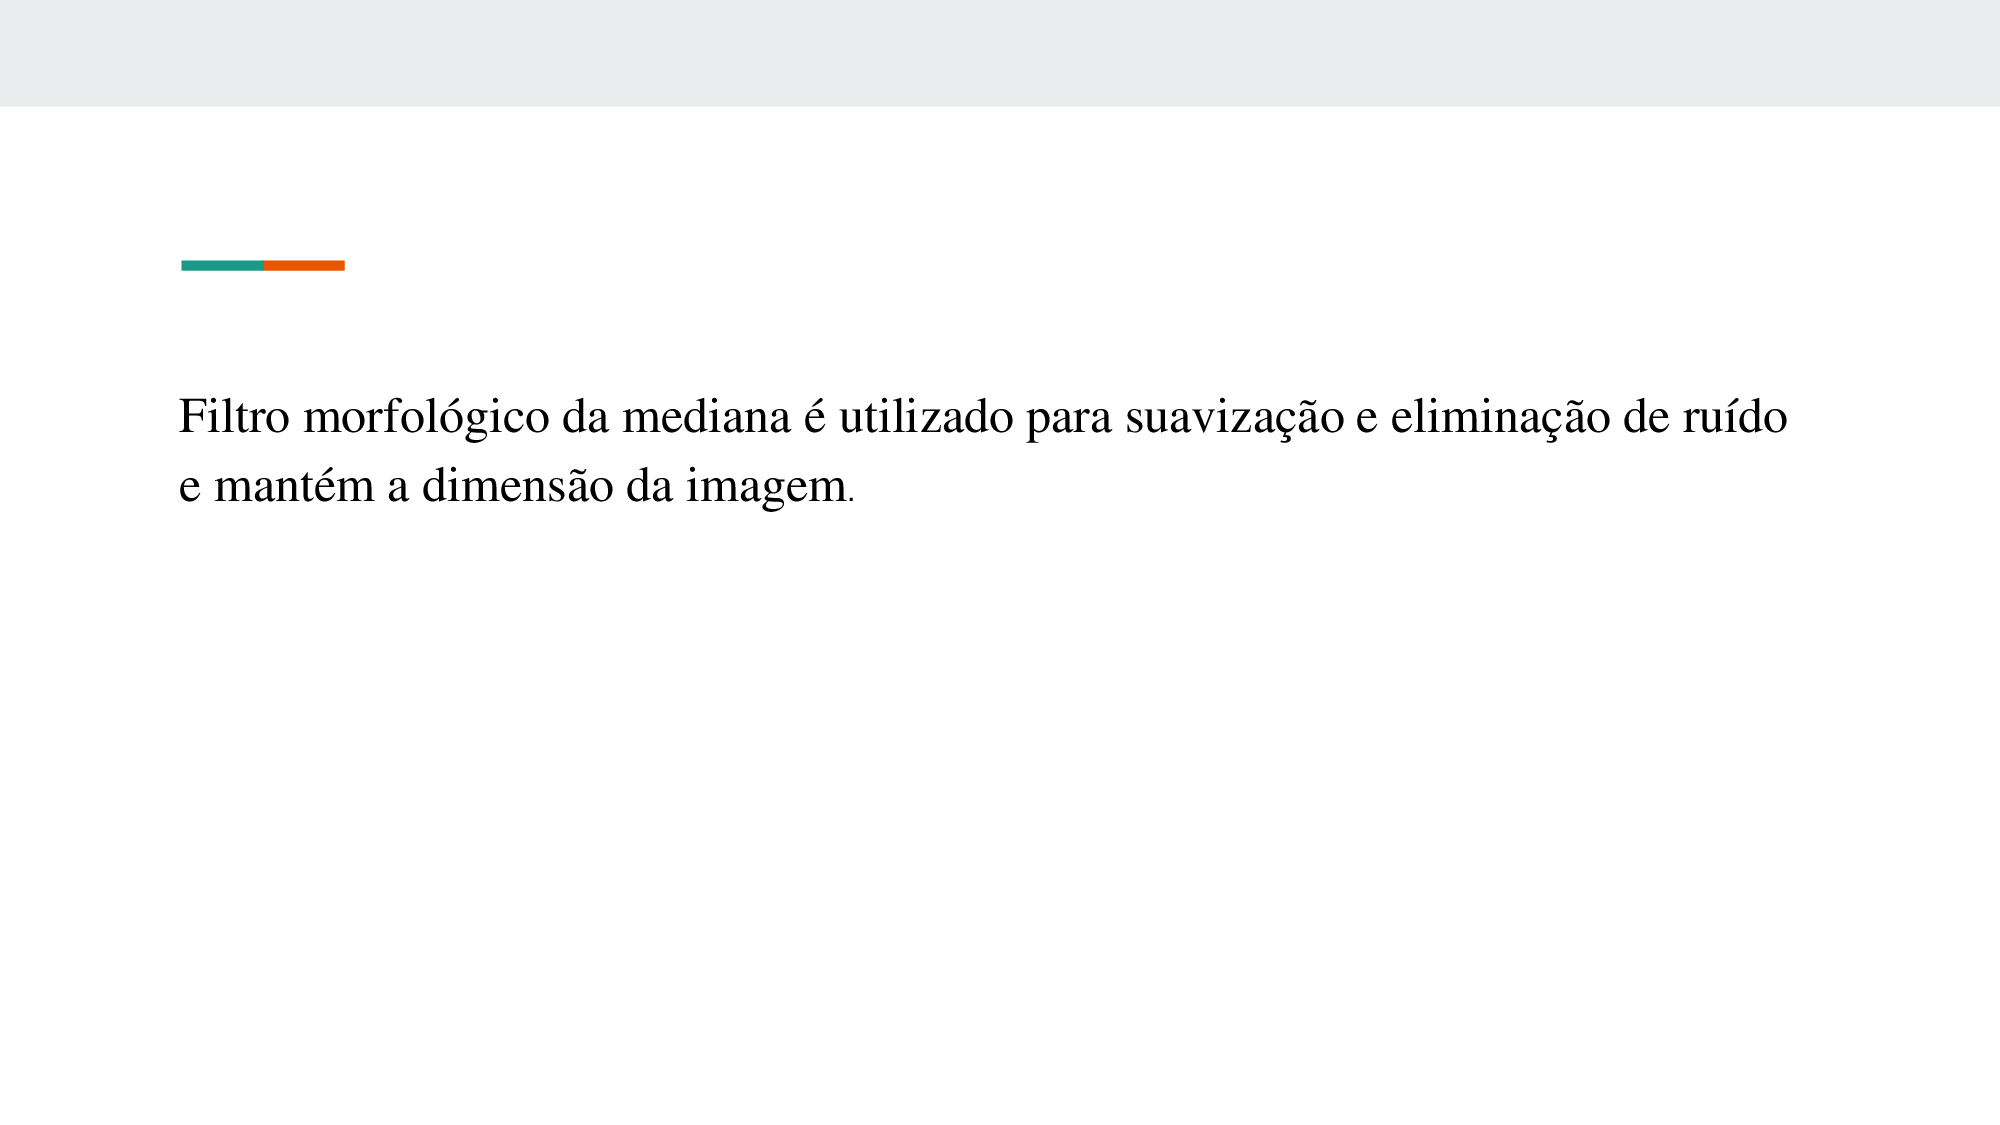 Filtro morfológico da mediana é utilizado para suavização e eliminação de ruído
e mantém a dimensão da imagem.